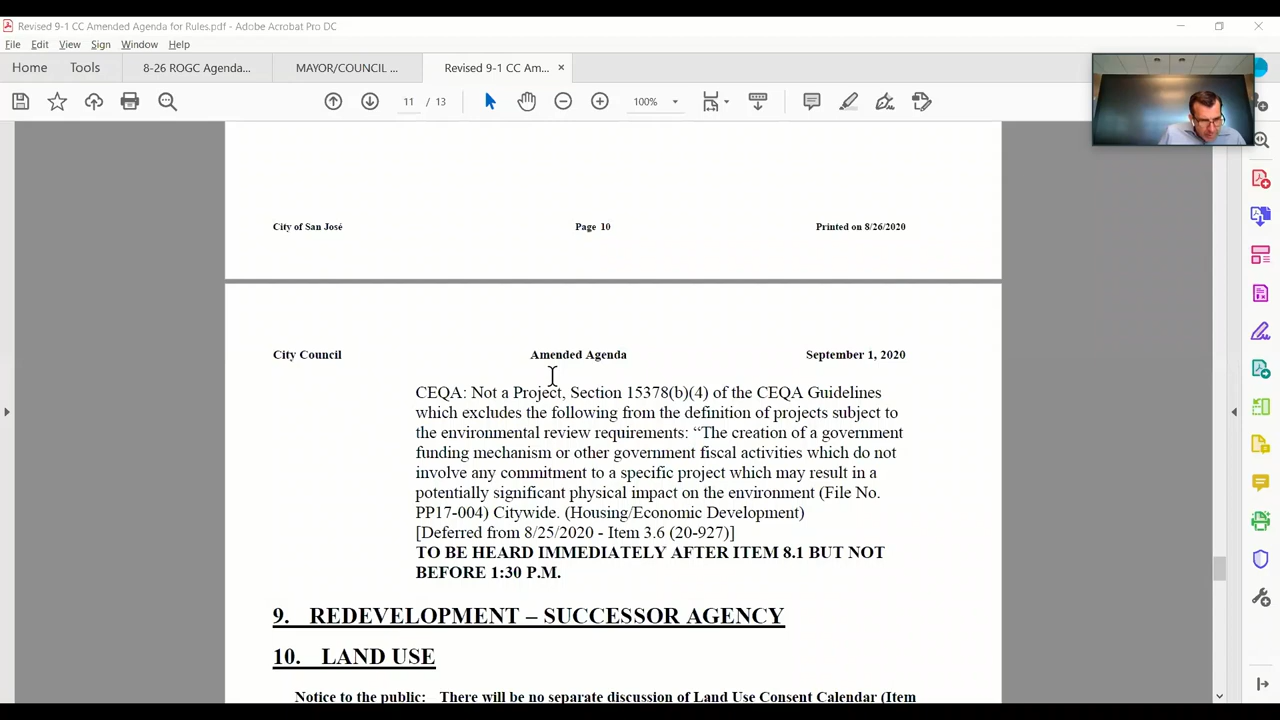 Revised 9-1 CC Amended Agenda for Rules.pdf - Adobe Acrobat Pro DC
File Edit View Sign Window Help
Home Tools 8-26 ROGC Agenda... MAYOR/COUNCIL ... Revised 9-1 CC Am... ×
11 / 13 100%
City of San José Page 10 Printed on 8/26/2020
City Council Amended Agenda September 1, 2020
CEQA: Not a Project, Section 15378(b)(4) of the CEQA Guidelines
which excludes the following from the definition of projects subject to
the environmental review requirements: “The creation of a government
funding mechanism or other government fiscal activities which do not
involve any commitment to a specific project which may result in a
potentially significant physical impact on the environment (File No.
PP17-004) Citywide. (Housing/Economic Development)
[Deferred from 8/25/2020 - Item 3.6 (20-927)]
TO BE HEARD IMMEDIATELY AFTER ITEM 8.1 BUT NOT
BEFORE 1:30 P.M.
9. REDEVELOPMENT – SUCCESSOR AGENCY
10. LAND USE
Notice to the public: There will be no separate discussion of Land Use Consent Calendar (Item